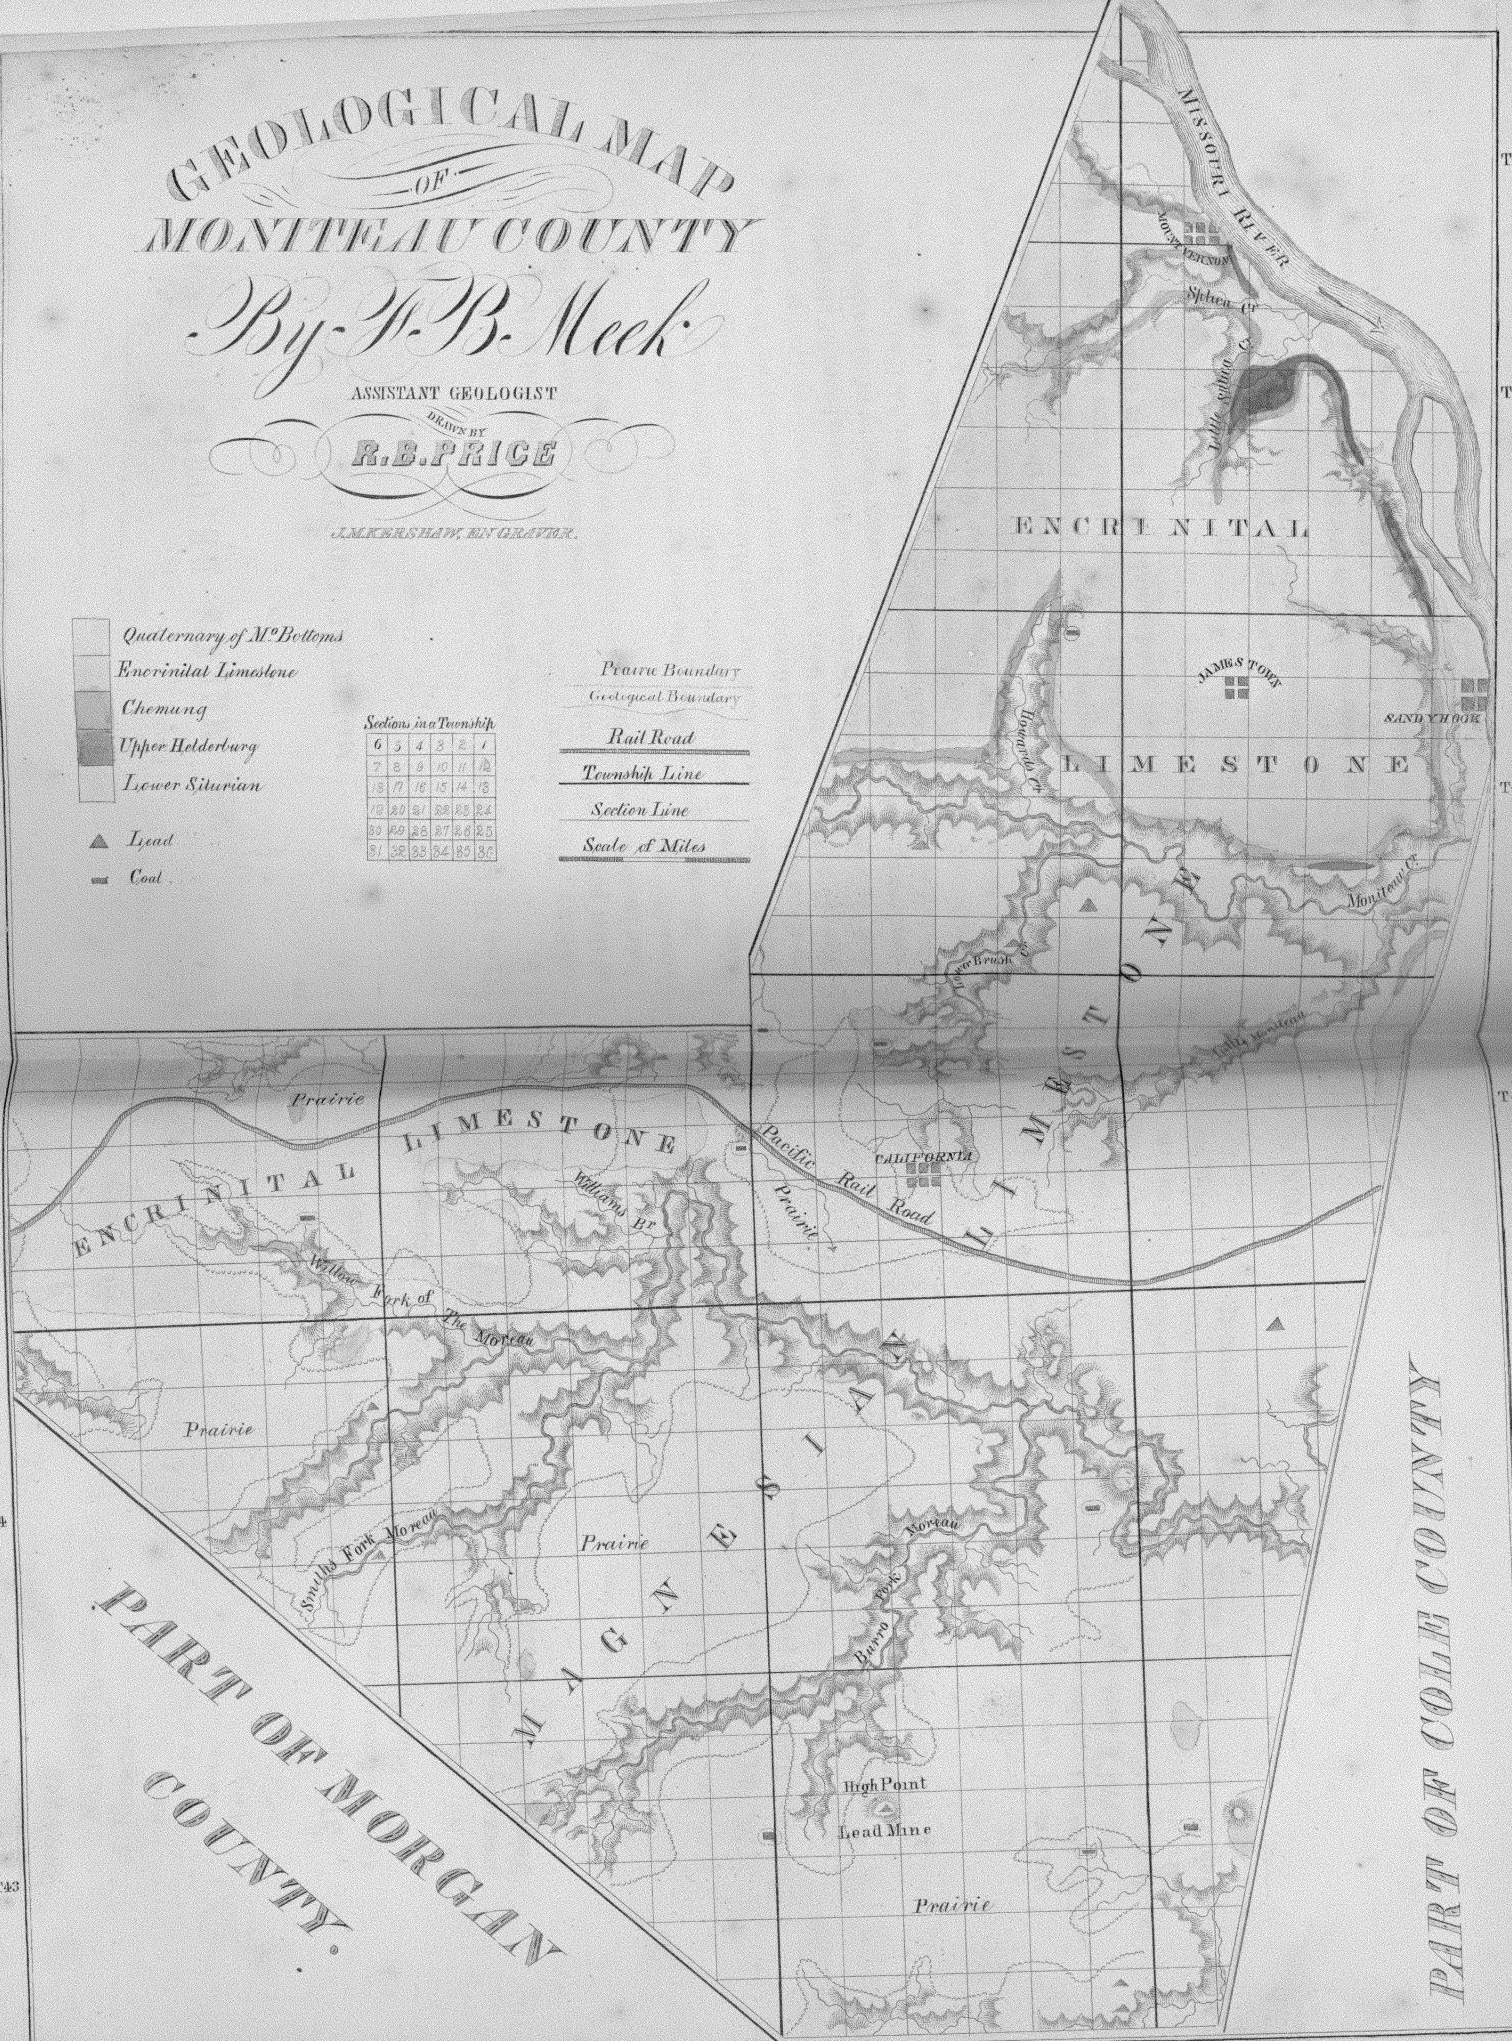 GEOLOGICAL MAP
OF
MONITEAU COUNTY
By F. B. Meek
ASSISTANT GEOLOGIST
DRAWN BY
R.B. PRICE
J.M. KERSHAW, ENGRAVER.
Quaternary of Mo. Bottoms
Encrinital Limestone
Chemung
Upper Helderburg
Lower Silurian
Lead
Coal.
Sections in a Township
6 5 4 3 2 1
7 8 9 10 11 12
18 17 16 15 14 13
19 20 21 22 23 24
30 29 28 27 26 25
31 32 33 34 35 36
Prairie Boundary
Geological Boundary
Rail Road
Township Line
Section Line
Scale of Miles
MISSOURI RIVER
MOUNT VERNON
Splice Cr
Little Saline Cr
ENCRINITAL
JAMESTOWN
SANDYHOOK
Howards Cr
LIMESTONE
Moniteau Cr.
Lower Brush Cr
Little Moniteau
CALIFORNIA
Pacific Rail Road
Prairie
Prairie
ENCRINITAL LIMESTONE
Williams Br
Willow Fork of The Moreau
Prairie
Smiths Fork Moreau
Prairie
MAGNESIAN LIMESTONE
Moreau
Burro Fork
High Point
Lead Mine
Prairie
PART OF MORGAN
COUNTY.
PART OF COLE COUNTY
T
T
T
T
4
T43